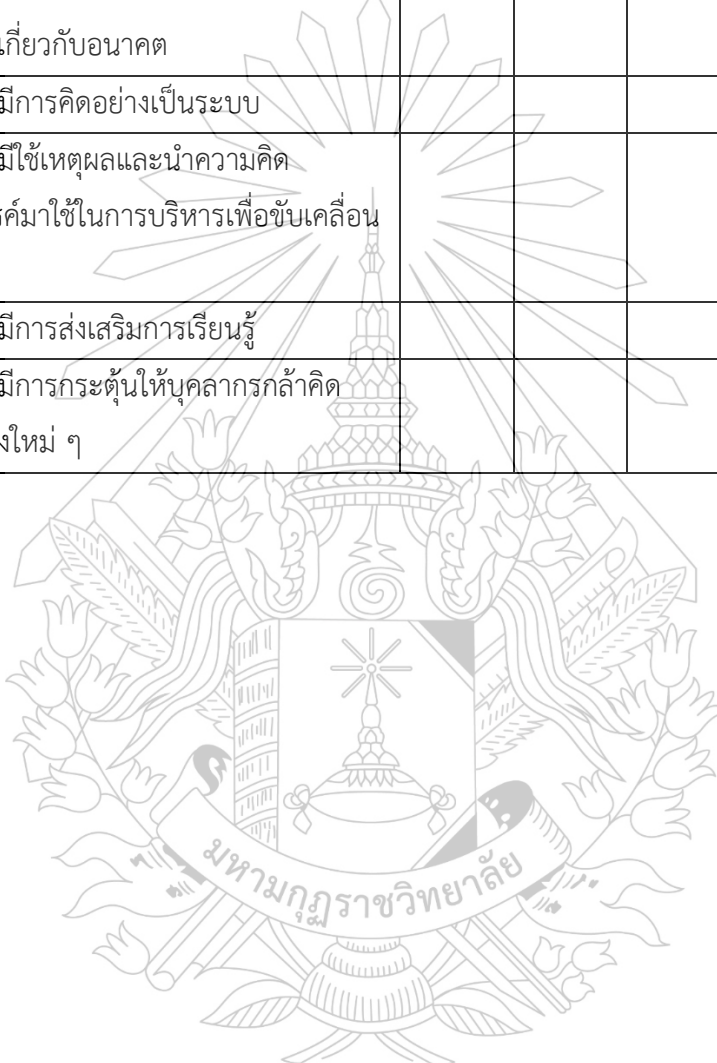 เกี่ยวกับอนาคต
มีการคิดอย่างเป็นระบบ
มีใช้เหตุผลและนำความคิด
รค์มาใช้ในการบริหารเพื่อขับเคลื่อน
มีการส่งเสริมการเรียนรู้
มีการกระตุ้นให้บุคลากรกล้าคิด
งใหม่ ๆ
มหามกุฏราชวิทยาลัย